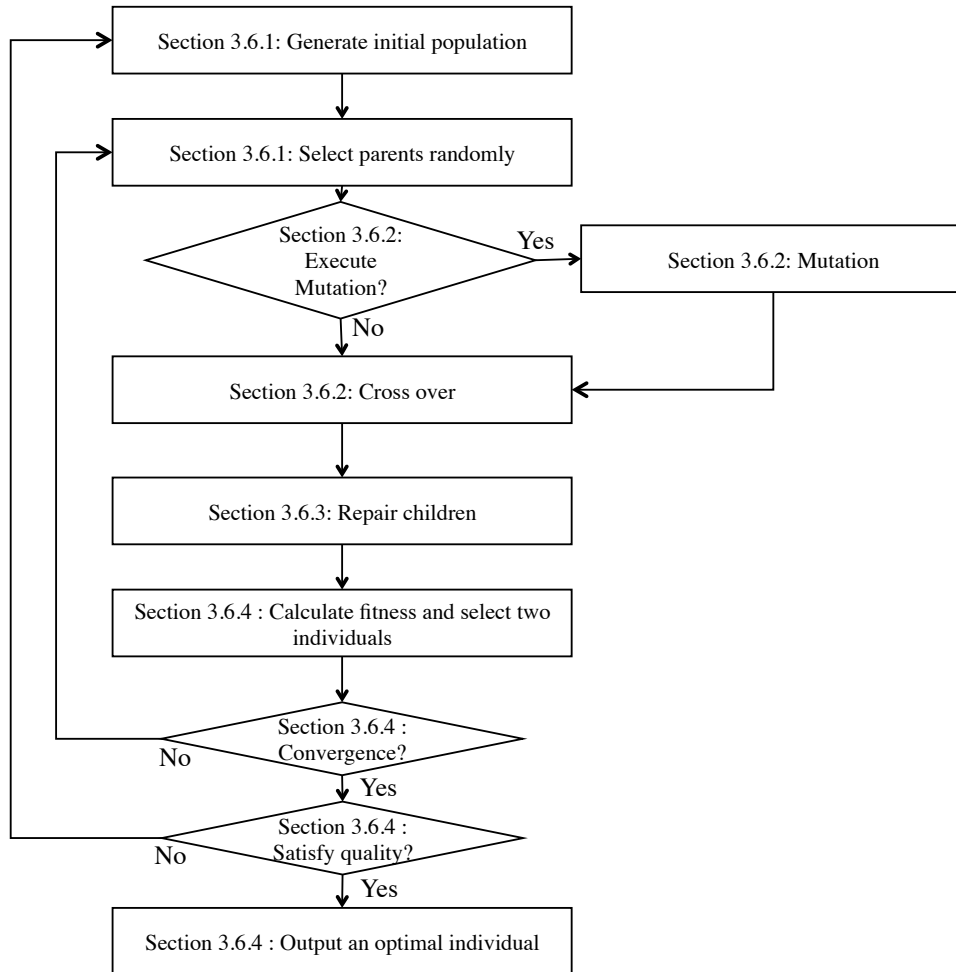 Section 3.6.1: Generate initial population
Section 3.6.1: Select parents randomly
Section 3.6.2:
Execute
Mutation?
Yes
Section 3.6.2: Mutation
No
Section 3.6.2: Cross over
Section 3.6.3: Repair children
Section 3.6.4 : Calculate fitness and select two
individuals
Section 3.6.4 :
Convergence?
No
Yes
Section 3.6.4 :
Satisfy quality?
No
Yes
Section 3.6.4 : Output an optimal individual